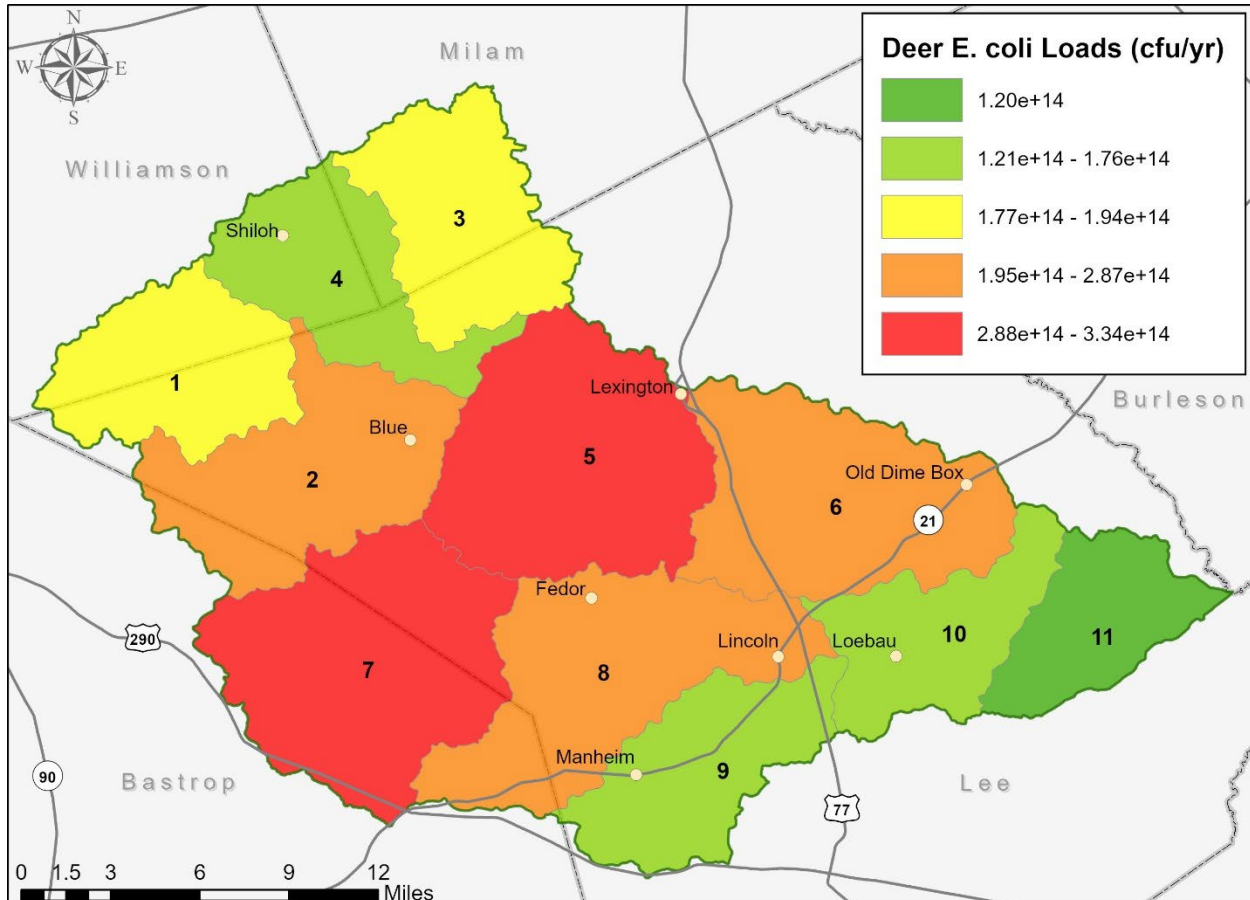 N
W E
S
Milam
Williamson
Deer E. coli Loads (cfu/yr)
1.20e+14
1.21e+14 - 1.76e+14
1.77e+14 - 1.94e+14
1.95e+14 - 2.87e+14
2.88e+14 - 3.34e+14
3
Shiloh
4
1
Lexington
Burleson
Blue
2
5
Old Dime Box
6
21
Fedor
290
Lincoln
Loebau
10
11
7
8
Manheim
9
90
Bastrop
Lee
77
0 1.5 3 6 9 12
Miles